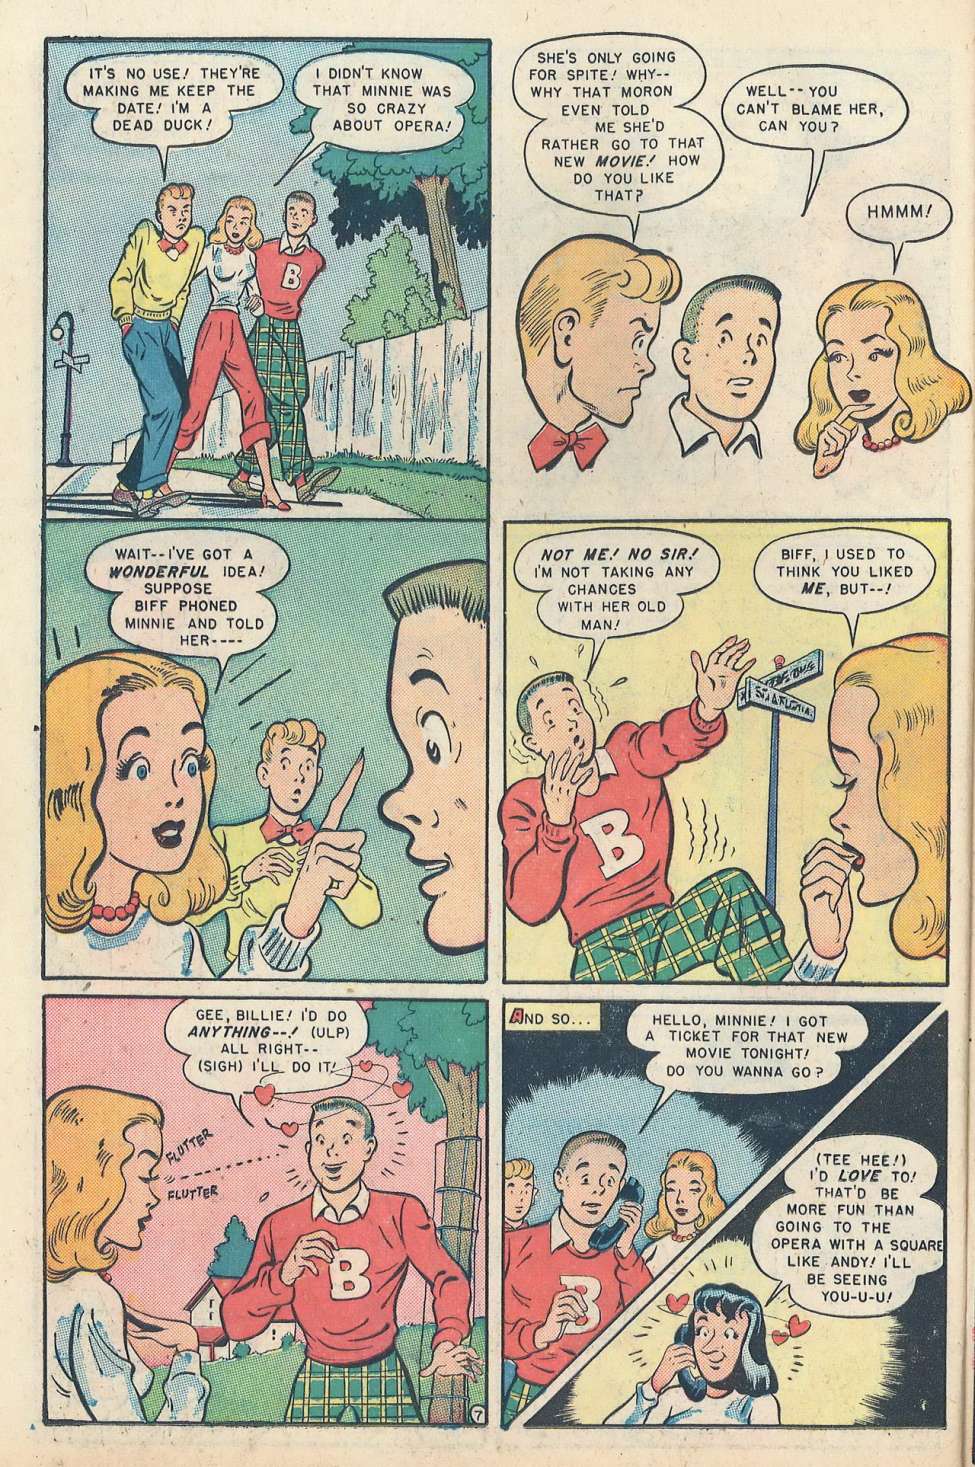 IT'S NO USE! THEY'RE
MAKING ME KEEP THE
DATE! I'M A
DEAD DUCK!
I DIDN'T KNOW
THAT MINNIE WAS
SO CRAZY
ABOUT OPERA!
B
SHE'S ONLY GOING
FOR SPITE! WHY--
WHY THAT MORON
EVEN TOLD
ME SHE'D
RATHER GO TO THAT
NEW MOVIE! HOW
DO YOU LIKE
THAT?
WELL--YOU
CAN'T BLAME HER,
CAN YOU?
HMMM!
WAIT--I'VE GOT A
WONDERFUL IDEA!
SUPPOSE
BIFF PHONED
MINNIE AND TOLD
HER----
NOT ME! NO SIR!
I'M NOT TAKING ANY
CHANCES
WITH HER OLD
MAN!
BIFF, I USED TO
THINK YOU LIKED
ME, BUT--!
B
GEE, BILLIE! I'D DO
ANYTHING--! (ULP)
ALL RIGHT--
(SIGH) I'LL DO IT!
FLUTTER
FLUTTER
B
7
AND SO...
HELLO, MINNIE! I GOT
A TICKET FOR THAT NEW
MOVIE TONIGHT!
DO YOU WANNA GO?
B
(TEE HEE!)
I'D LOVE TO!
THAT'D BE
MORE FUN THAN
GOING TO THE
OPERA WITH A SQUARE
LIKE ANDY! I'LL
BE SEEING
YOU-U-U!